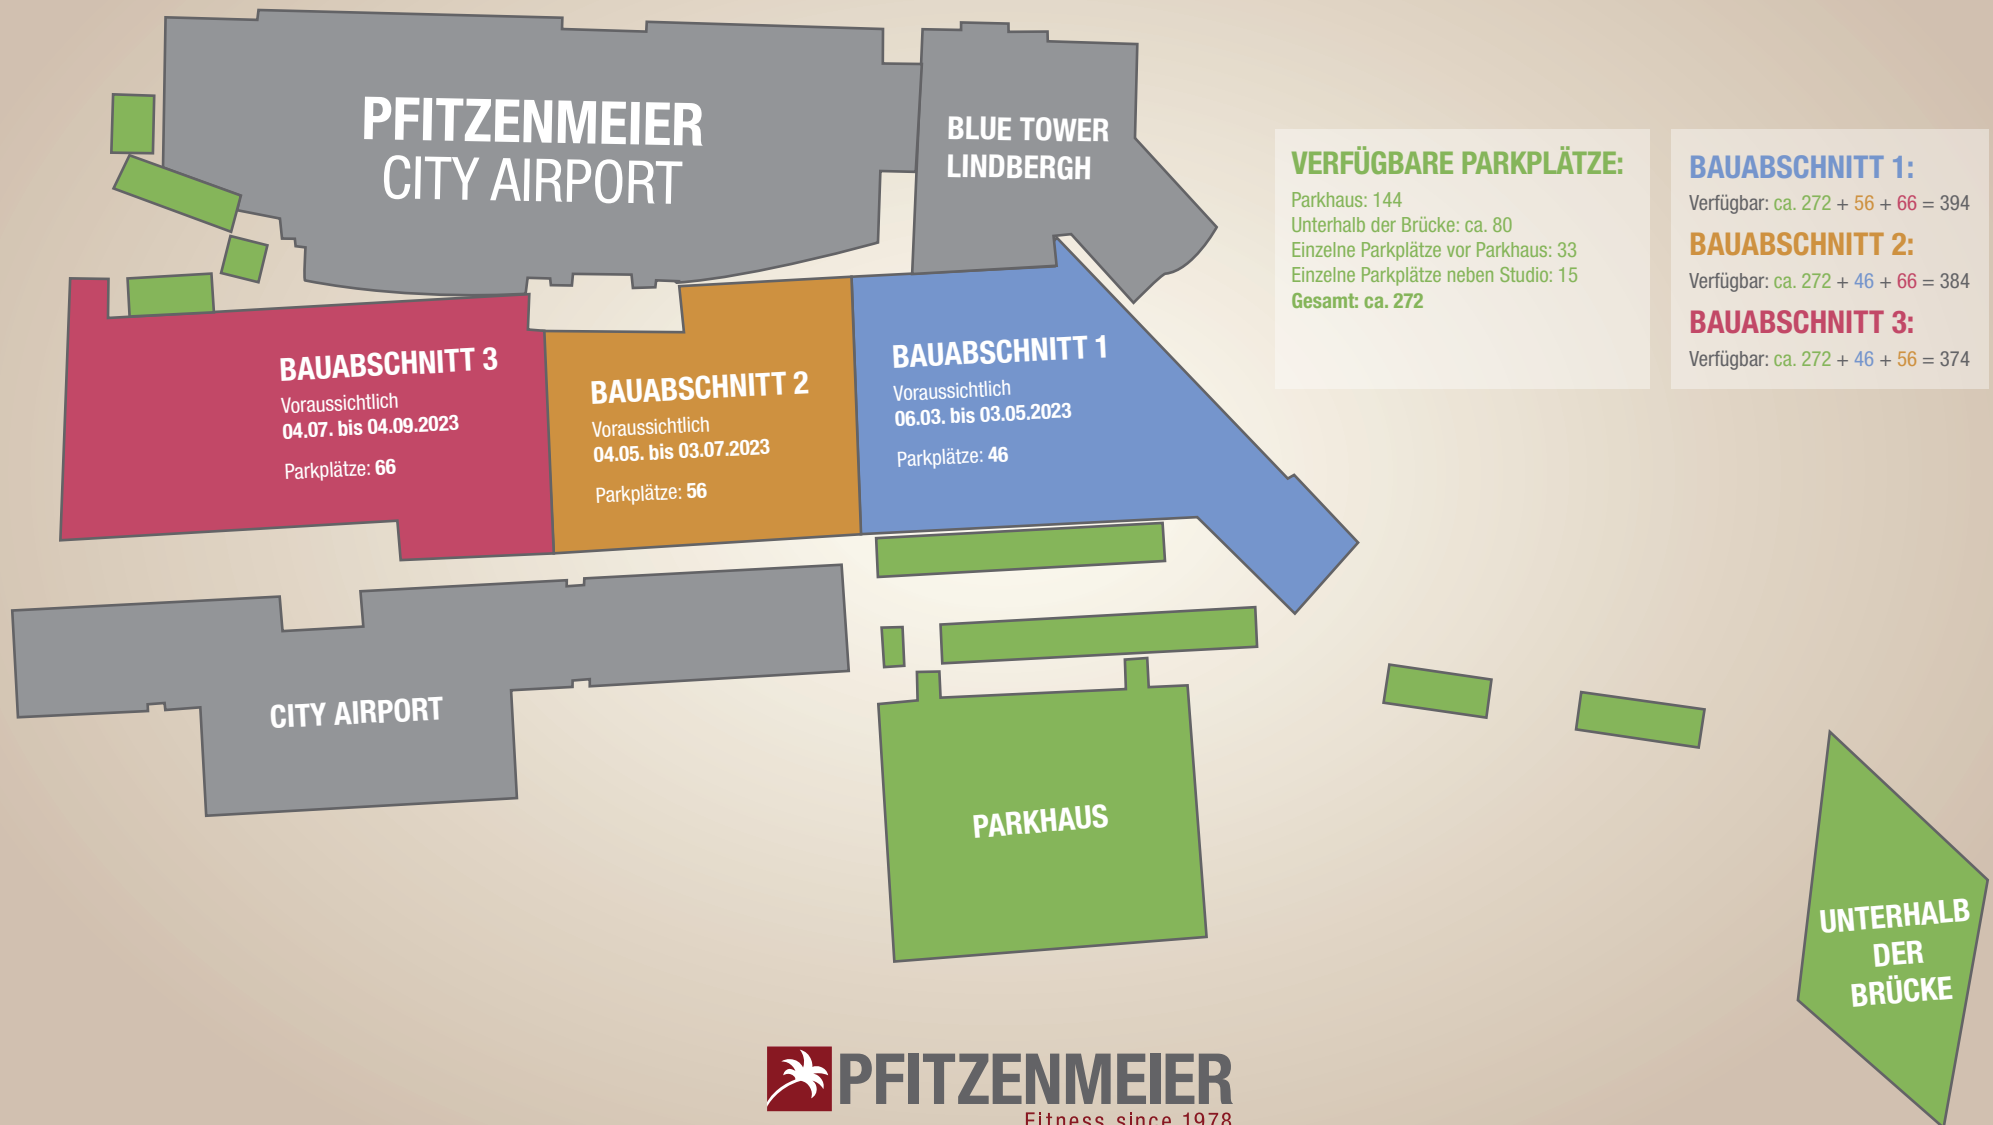 PFITZENMEIER
CITY AIRPORT
BLUE TOWER
LINDBERGH
VERFÜGBARE PARKPLÄTZE:
Parkhaus: 144
Unterhalb der Brücke: ca. 80
Einzelne Parkplätze vor Parkhaus: 33
Einzelne Parkplätze neben Studio: 15
Gesamt: ca. 272
BAUABSCHNITT 1:
Verfügbar: ca. 272 + 56 + 66 = 394
BAUABSCHNITT 2:
Verfügbar: ca. 272 + 46 + 66 = 384
BAUABSCHNITT 3:
Verfügbar: ca. 272 + 46 + 56 = 374
BAUABSCHNITT 3
Voraussichtlich
04.07. bis 04.09.2023
Parkplätze: 66
BAUABSCHNITT 2
Voraussichtlich
04.05. bis 03.07.2023
Parkplätze: 56
BAUABSCHNITT 1
Voraussichtlich
06.03. bis 03.05.2023
Parkplätze: 46
CITY AIRPORT
PARKHAUS
UNTERHALB
DER
BRÜCKE
PFITZENMEIER
Fitness since 1978